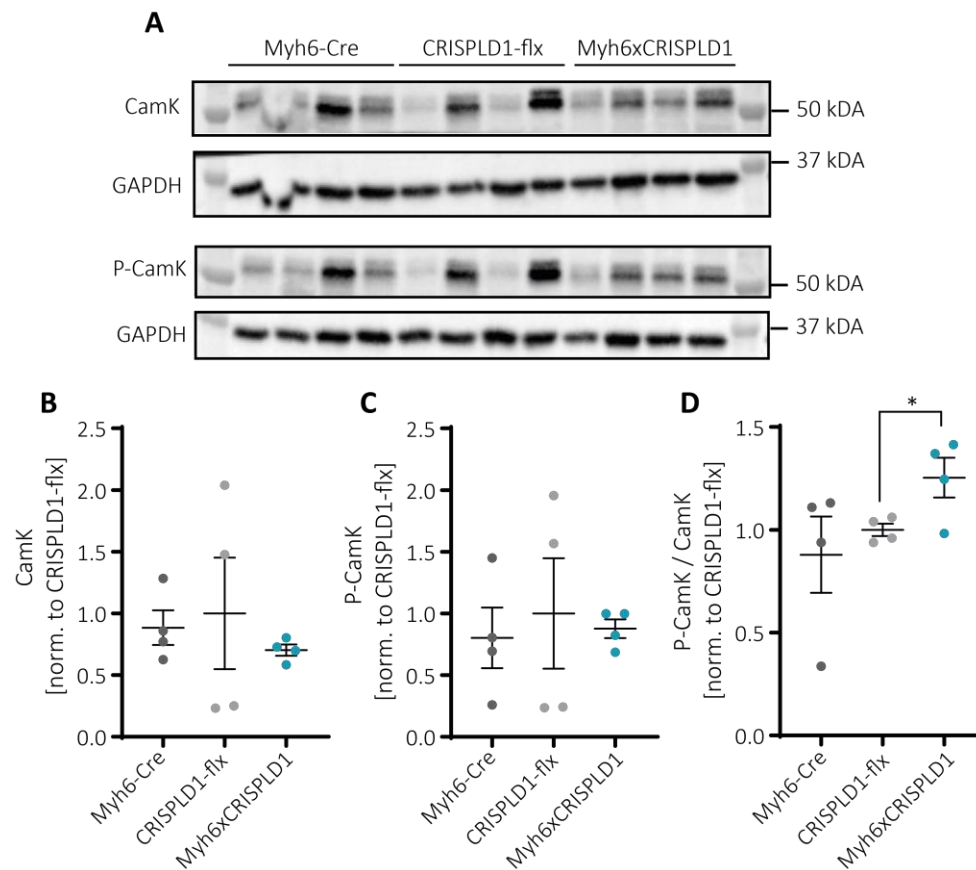 A
Myh6-Cre CRISPLD1-flx Myh6xCRISPLD1
CamK
50 kDA
37 kDA
GAPDH
P-CamK
50 kDA
37 kDA
GAPDH
B
CamK
[norm. to CRISPLD1-flx]
2.5
2.0
1.5
1.0
0.5
0.0
Myh6-Cre
CRISPLD1-flx
Myh6xCRISPLD1
C
P-CamK
[norm. to CRISPLD1-flx]
2.5
2.0
1.5
1.0
0.5
0.0
Myh6-Cre
CRISPLD1-flx
Myh6xCRISPLD1
D
P-CamK / CamK
[norm. to CRISPLD1-flx]
*
1.5
1.0
0.5
0.0
Myh6-Cre
CRISPLD1-flx
Myh6xCRISPLD1